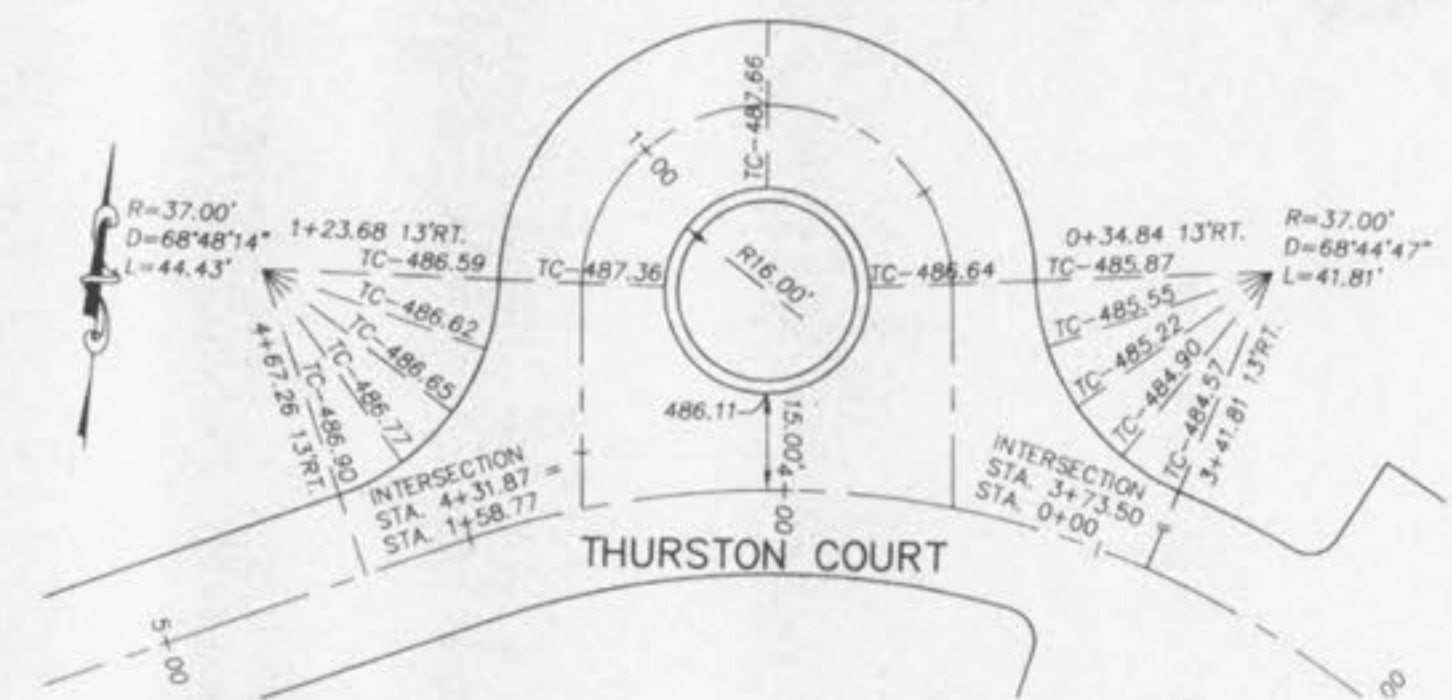 TC-487.66
1+00
R=37.00'
D=68°48'14"
L=44.43'
1+23.68 13'RT.
TC-486.59
TC-486.62
TC-486.65
TC-486.77
TC-486.90
4+67.26 13'RT.
TC-487.36
R16.00'
TC-486.64
0+34.84 13'RT.
TC-485.87
TC-485.55
TC-485.22
TC-484.90
TC-484.57
3+41.81 13'RT.
R=37.00'
D=68°44'47"
L=41.81'
486.11
15.00'
4+00
INTERSECTION
STA. 4+31.87 =
STA. 1+58.77
INTERSECTION
STA. 3+73.50 =
STA. 0+00
THURSTON COURT
5+00
00